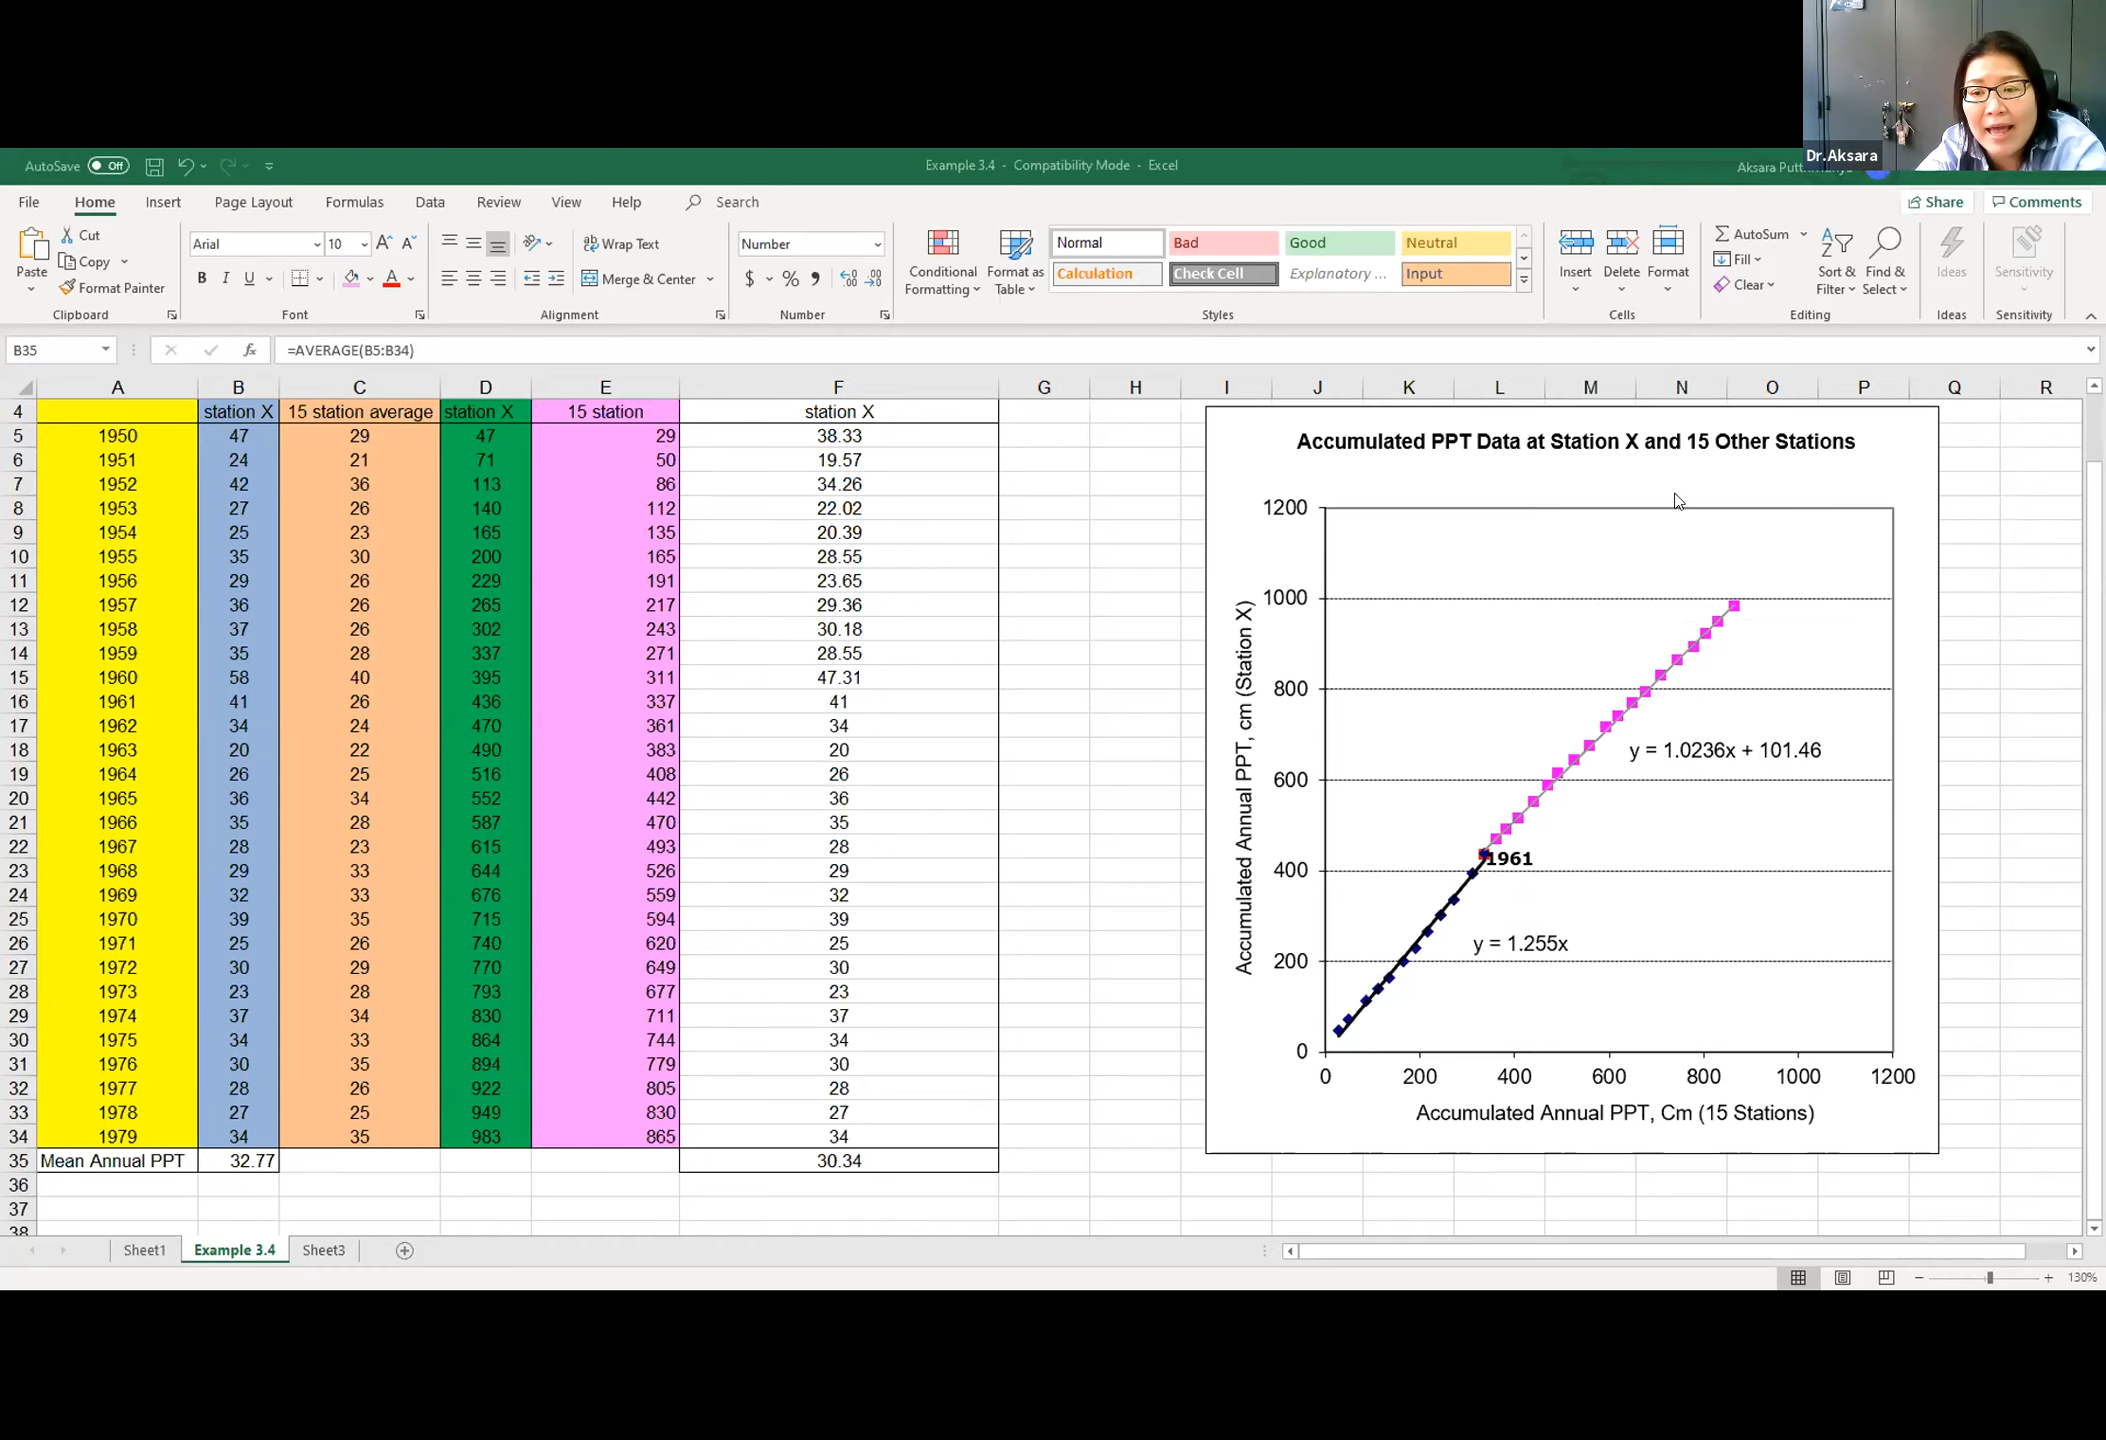 Dr.Aksara
AutoSave Off
Example 3.4 - Compatibility Mode - Excel
File Home Insert Page Layout Formulas Data Review View Help Search
Share Comments
Paste
Cut
Copy
Format Painter
Clipboard
Arial 10
B I U
Font
Wrap Text
Merge & Center
Alignment
Number
$ % ,
Number
Conditional Formatting
Format as Table
Normal Bad Good Neutral
Calculation Check Cell Explanatory ... Input
Styles
Insert Delete Format
Cells
AutoSum
Fill
Clear
Sort & Filter
Find & Select
Editing
Ideas
Ideas
Sensitivity
Sensitivity
B35 fx =AVERAGE(B5:B34)
A B C D E F G H I J K L M N O P Q R
4 station X 15 station average station X 15 station station X
5 1950 47 29 47 29 38.33
6 1951 24 21 71 50 19.57
7 1952 42 36 113 86 34.26
8 1953 27 26 140 112 22.02
9 1954 25 23 165 135 20.39
10 1955 35 30 200 165 28.55
11 1956 29 26 229 191 23.65
12 1957 36 26 265 217 29.36
13 1958 37 26 302 243 30.18
14 1959 35 28 337 271 28.55
15 1960 58 40 395 311 47.31
16 1961 41 26 436 337 41
17 1962 34 24 470 361 34
18 1963 20 22 490 383 20
19 1964 26 25 516 408 26
20 1965 36 34 552 442 36
21 1966 35 28 587 470 35
22 1967 28 23 615 493 28
23 1968 29 33 644 526 29
24 1969 32 33 676 559 32
25 1970 39 35 715 594 39
26 1971 25 26 740 620 25
27 1972 30 29 770 649 30
28 1973 23 28 793 677 23
29 1974 37 34 830 711 37
30 1975 34 33 864 744 34
31 1976 30 35 894 779 30
32 1977 28 26 922 805 28
33 1978 27 25 949 830 27
34 1979 34 35 983 865 34
35 Mean Annual PPT 32.77 30.34
36
37
38
Accumulated PPT Data at Station X and 15 Other Stations
Accumulated Annual PPT, cm (Station X)
1200
1000
800
600
400
200
0
y = 1.0236x + 101.46
1961
y = 1.255x
0 200 400 600 800 1000 1200
Accumulated Annual PPT, Cm (15 Stations)
Sheet1 Example 3.4 Sheet3
130%